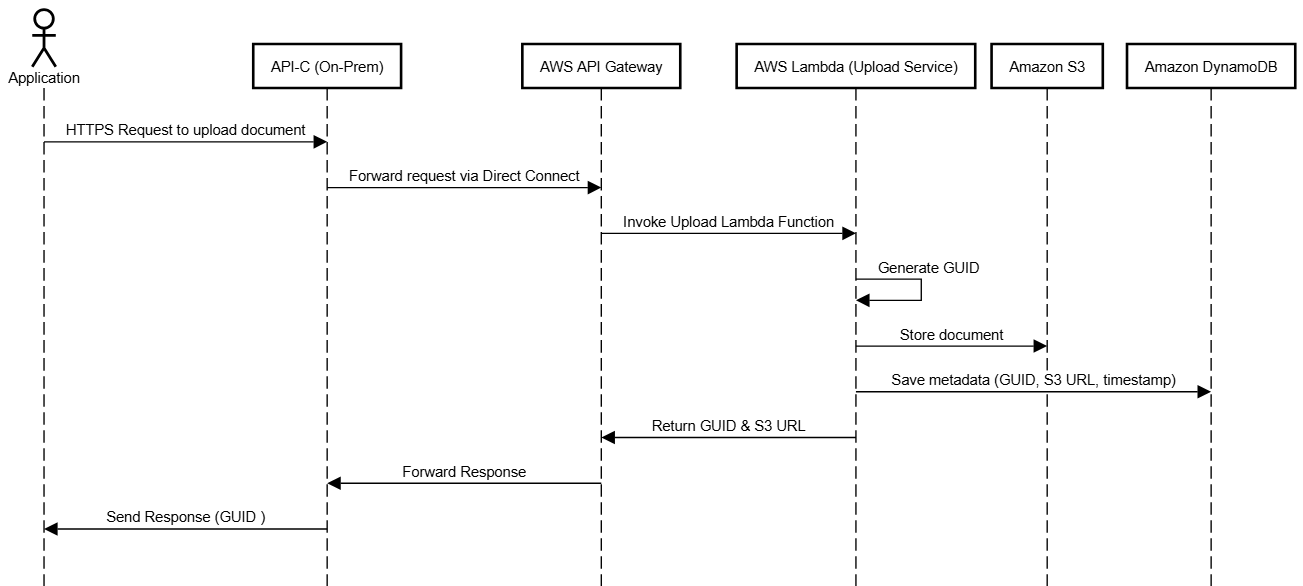 Application
API-C (On-Prem)
AWS API Gateway
AWS Lambda (Upload Service)
Amazon S3
Amazon DynamoDB
HTTPS Request to upload document
Forward request via Direct Connect
Invoke Upload Lambda Function
Generate GUID
Store document
Save metadata (GUID, S3 URL, timestamp)
Return GUID & S3 URL
Forward Response
Send Response (GUID )